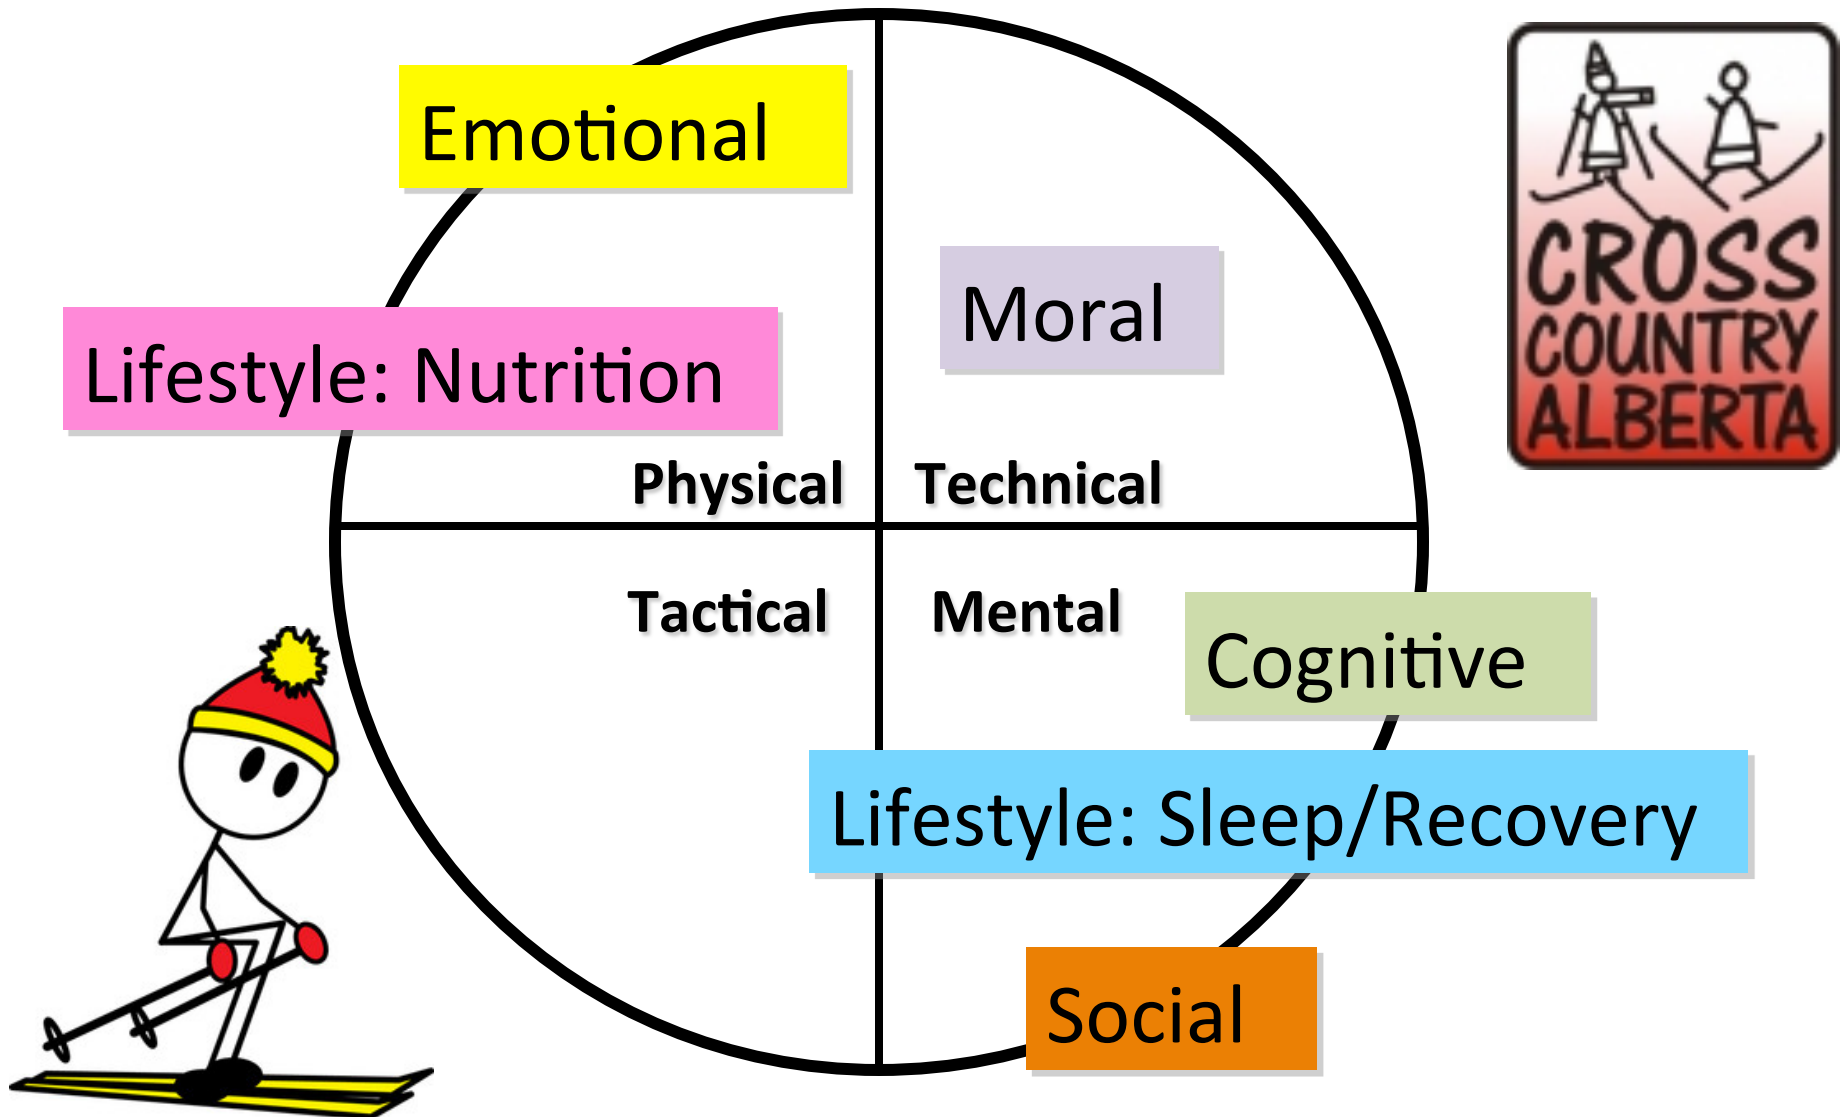 Emotional
Moral
Lifestyle: Nutrition
Physical
Technical
Tactical
Mental
Cognitive
Lifestyle: Sleep/Recovery
Social
CROSS
COUNTRY
ALBERTA